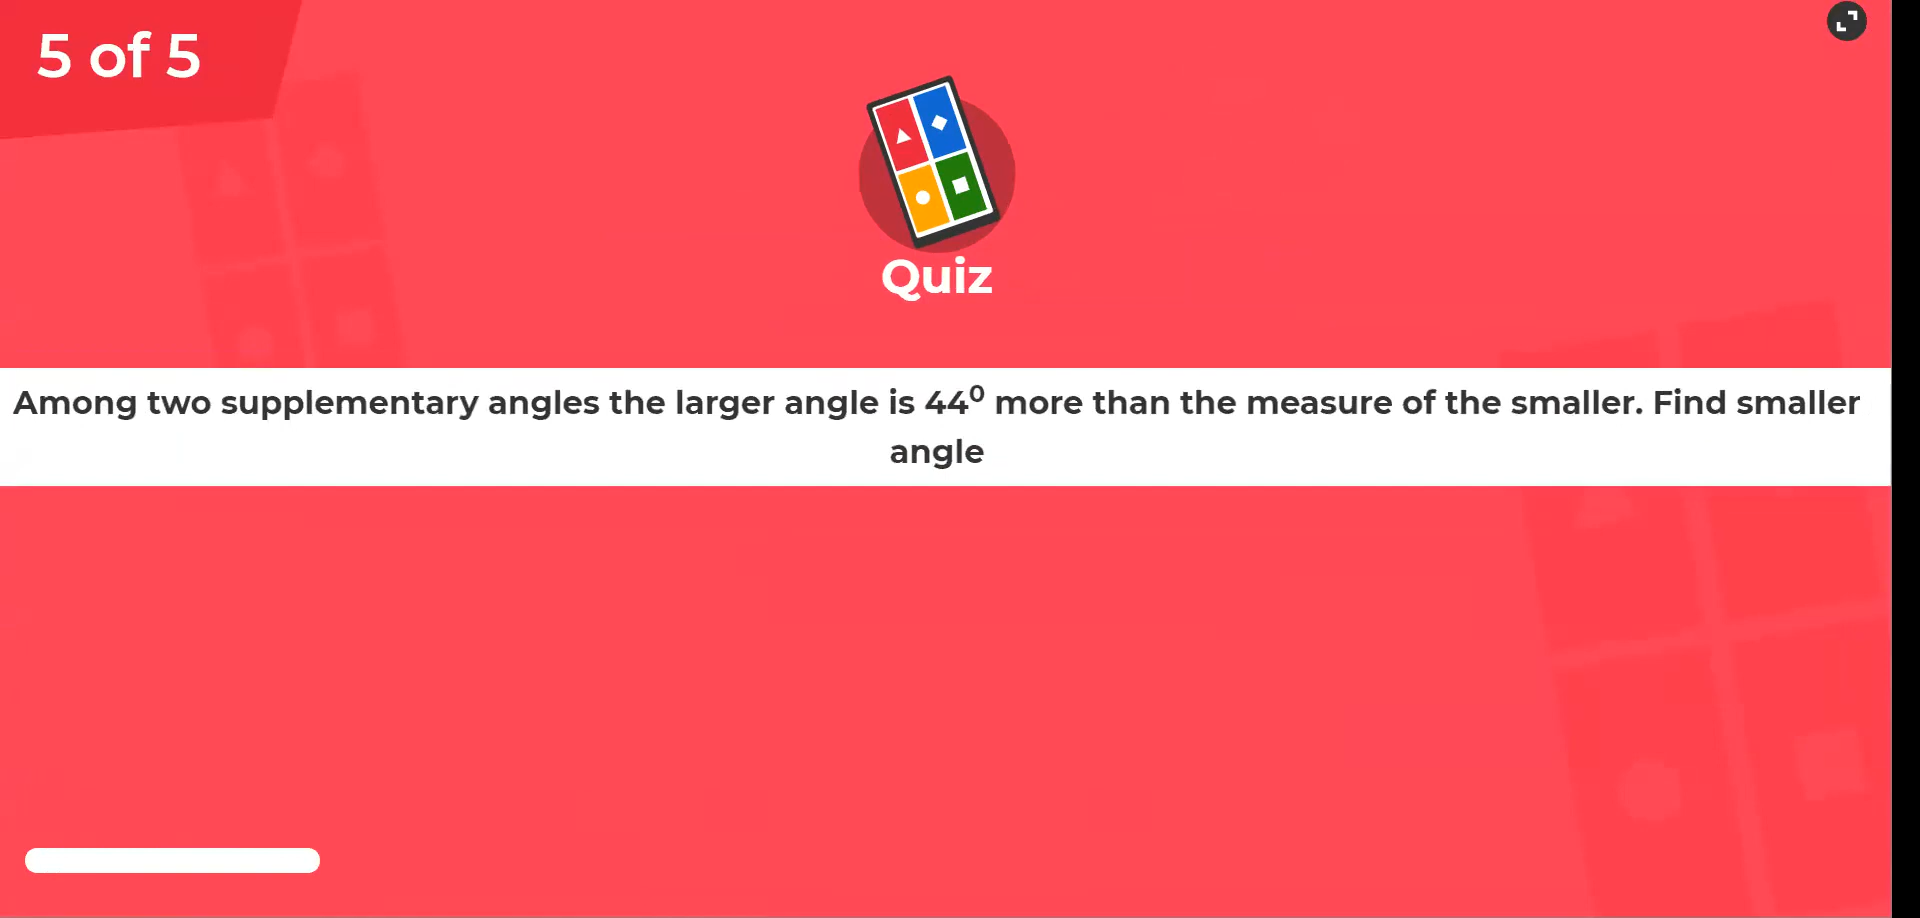 5 of 5
Quiz
Among two supplementary angles the larger angle is 44⁰ more than the measure of the smaller. Find smaller
angle